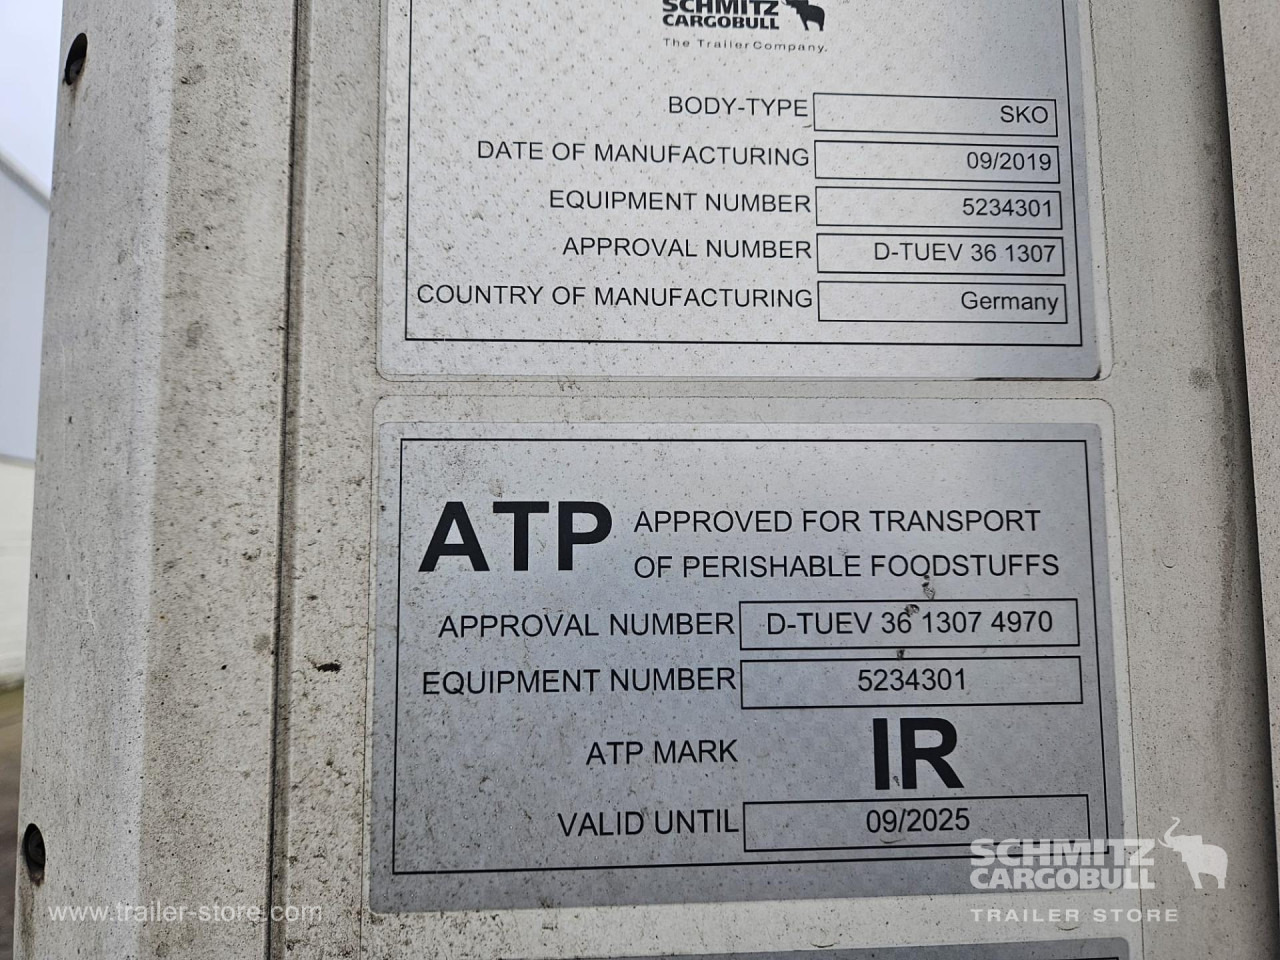 SCHMITZ
CARGOBULL
The Trailer Company.
BODY-TYPE SKO
DATE OF MANUFACTURING 09/2019
EQUIPMENT NUMBER 5234301
APPROVAL NUMBER D-TUEV 36 1307
COUNTRY OF MANUFACTURING Germany
ATP APPROVED FOR TRANSPORT
OF PERISHABLE FOODSTUFFS
APPROVAL NUMBER D-TUEV 36 1307 4970
EQUIPMENT NUMBER 5234301
ATP MARK IR
VALID UNTIL 09/2025
SCHMITZ
CARGOBULL
TRAILER STORE
www.trailer-store.com